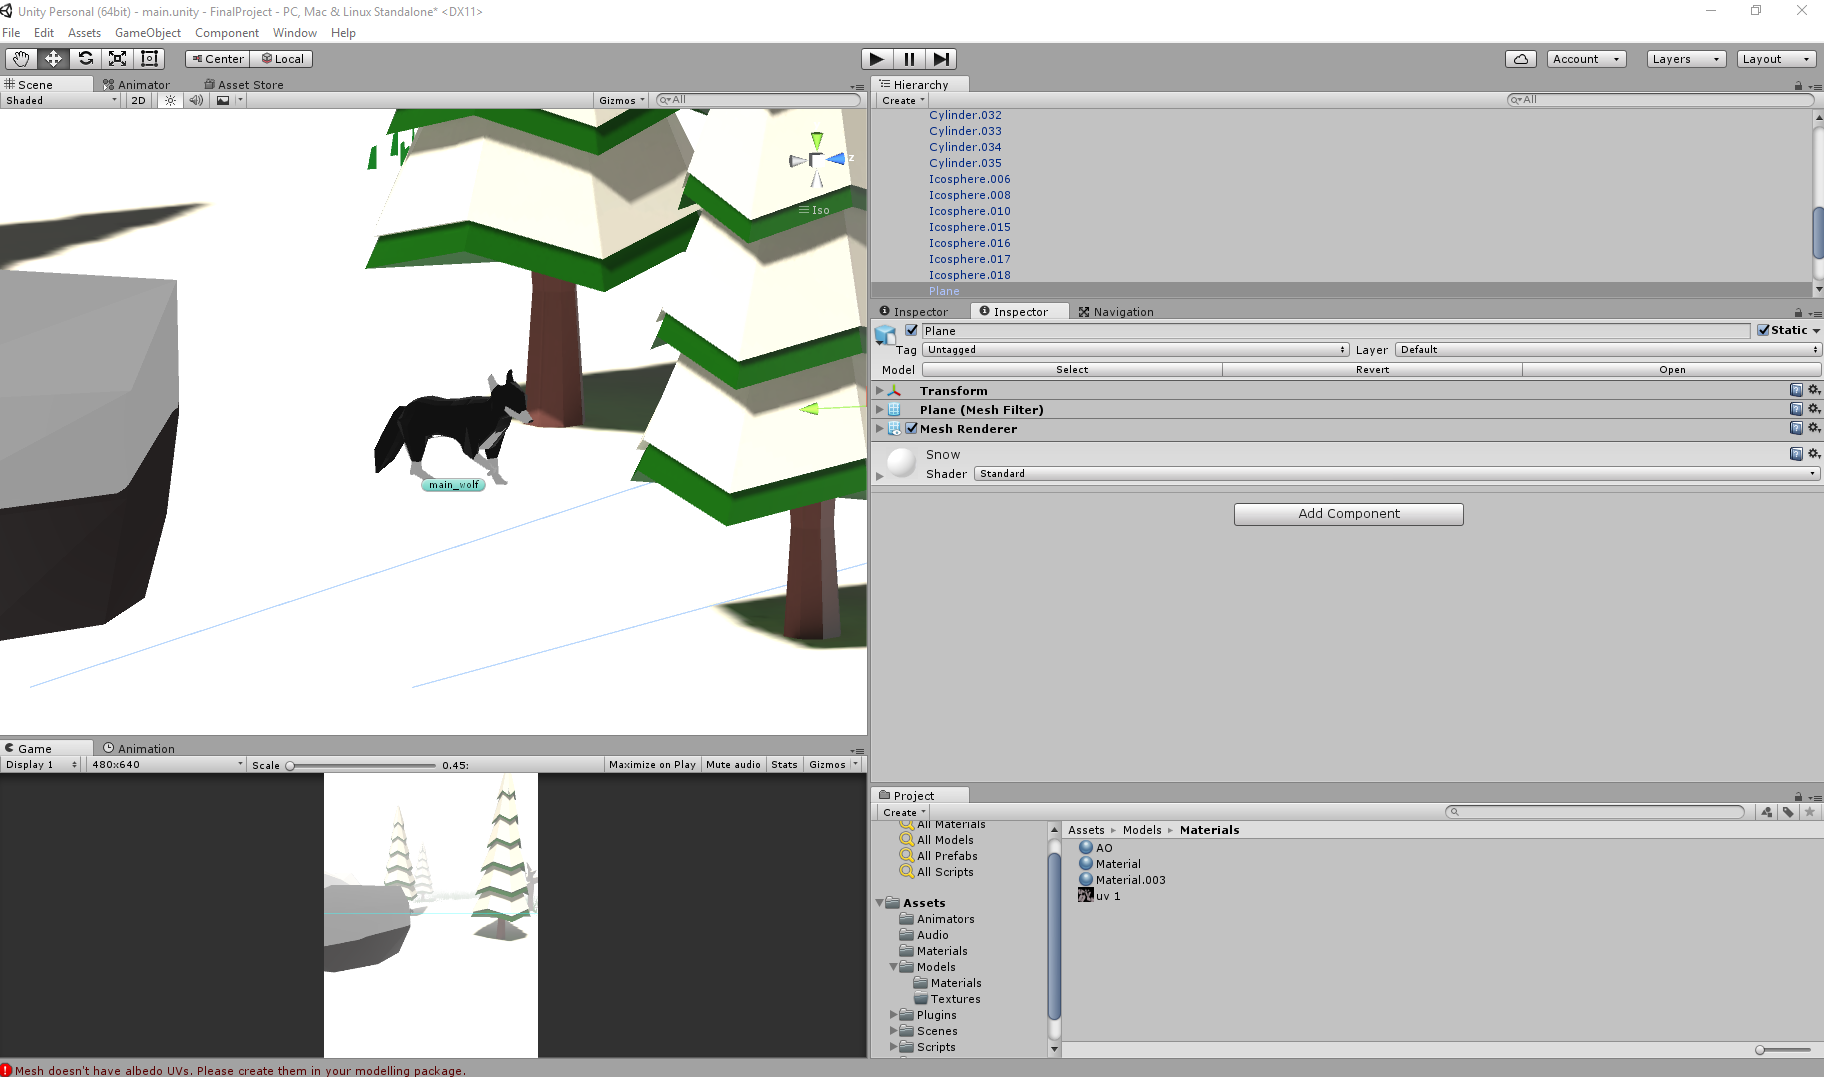 Unity Personal (64bit) - main.unity - FinalProject - PC, Mac & Linux Standalone* <DX11>
File Edit Assets GameObject Component Window Help
Center Local Account Layers Layout
Scene Animator Asset Store
Shaded 2D Gizmos All
z
Iso
main_wolf
Hierarchy
Create All
Cylinder.032
Cylinder.033
Cylinder.034
Cylinder.035
Icosphere.006
Icosphere.008
Icosphere.010
Icosphere.015
Icosphere.016
Icosphere.017
Icosphere.018
Plane
Inspector Inspector Navigation
Plane Static
Tag Untagged Layer Default
Model Select Revert Open
Transform
Plane (Mesh Filter)
Mesh Renderer
Snow
Shader Standard
Add Component
Game Animation
Display 1 480x640 Scale 0.45: Maximize on Play Mute audio Stats Gizmos
Project
Create
All Materials
All Models
All Prefabs
All Scripts
Assets
Animators
Audio
Materials
Models
Materials
Textures
Plugins
Scenes
Scripts
Assets ▸ Models ▸ Materials
AO
Material
Material.003
uv 1
Mesh doesn't have albedo UVs. Please create them in your modelling package.